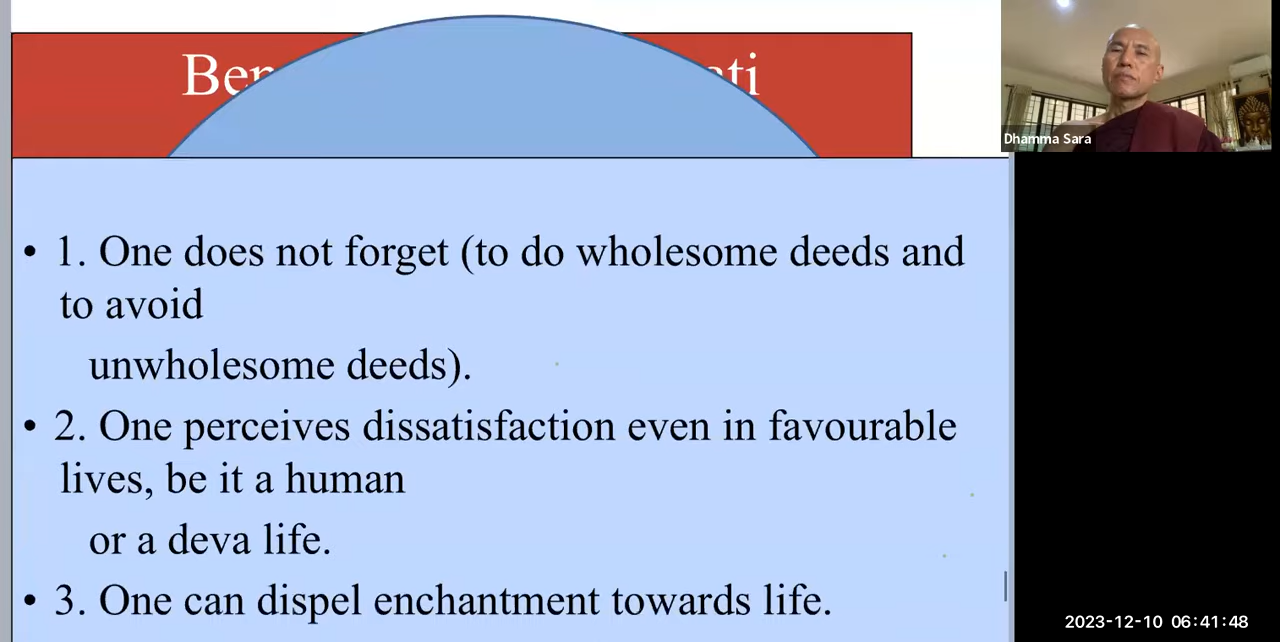 • 1. One does not forget (to do wholesome deeds and
to avoid
unwholesome deeds).
• 2. One perceives dissatisfaction even in favourable
lives, be it a human
or a deva life.
• 3. One can dispel enchantment towards life.
Dhamma Sara
2023-12-10 06:41:48